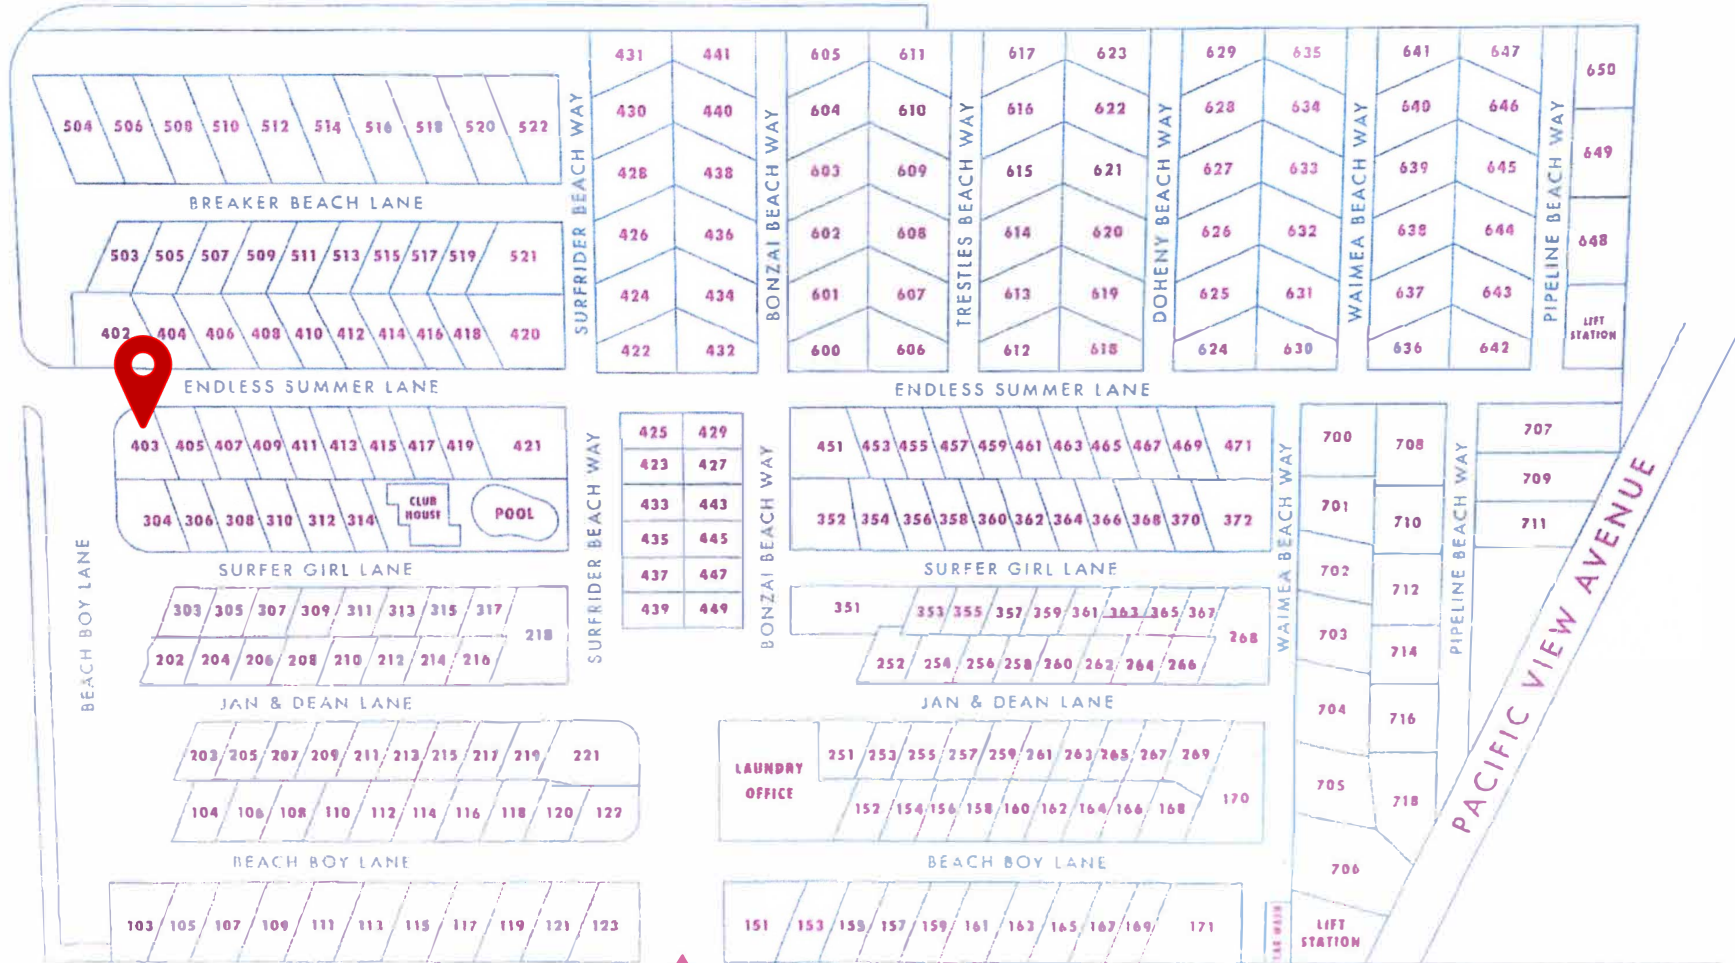 431 441 605 611 617 623 629 635 641 647 650
504 506 508 510 512 514 516 518 520 522
430 440 604 610 616 622 628 634 640 646
428 438 603 609 615 621 627 633 639 645 649
BREAKER BEACH LANE
SURFRIDER BEACH WAY
BONZAI BEACH WAY
TRESTLES BEACH WAY
DOHENY BEACH WAY
WAIMEA BEACH WAY
PIPELINE BEACH WAY
426 436 602 608 614 620 626 632 638 644 648
503 505 507 509 511 513 515 517 519 521
424 434 601 607 613 619 625 631 637 643
LIFT
STATION
402 404 406 408 410 412 414 416 418 420
422 432 600 606 612 618 624 630 636 642
ENDLESS SUMMER LANE
ENDLESS SUMMER LANE
403 405 407 409 411 413 415 417 419 421
425 429
423 427
433 443
435 445
437 447
439 449
451 453 455 457 459 461 463 465 467 469 471
700 708 707
709
701 710 711
304 306 308 310 312 314
CLUB
HOUSE
POOL
352 354 356 358 360 362 364 366 368 370 372
SURFER GIRL LANE
SURFER GIRL LANE
BEACH BOY LANE
SURFRIDER BEACH WAY
BONZAI BEACH WAY
WAIMEA BEACH WAY
PIPELINE BEACH WAY
PACIFIC VIEW AVENUE
702 712
303 305 307 309 311 313 315 317
218
351 353 355 357 359 361 363 365 367
268
703 714
202 204 206 208 210 212 214 216
252 254 256 258 260 262 264 266
JAN & DEAN LANE
JAN & DEAN LANE
704 716
203 205 207 209 211 213 215 217 219 221
LAUNDRY
OFFICE
251 253 255 257 259 261 263 265 267 269
705 718
104 106 108 110 112 114 116 118 120 122
152 154 156 158 160 162 164 166 168 170
BEACH BOY LANE
BEACH BOY LANE
706
103 105 107 109 111 113 115 117 119 121 123
151 153 155 157 159 161 163 165 167 169 171
LIFT
STATION